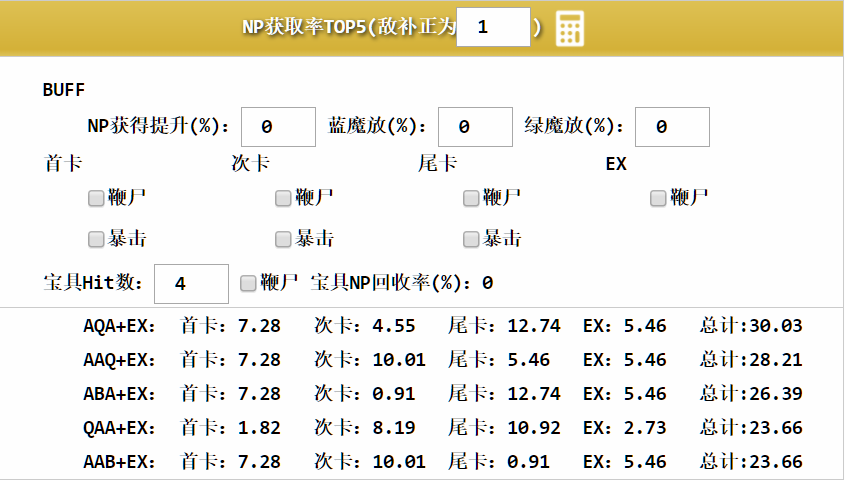 NP获取率TOP5(敌补正为 1 )
BUFF
NP获得提升(%): 0 蓝魔放(%): 0 绿魔放(%): 0
首卡 次卡 尾卡 EX
鞭尸 鞭尸 鞭尸 鞭尸
暴击 暴击 暴击
宝具Hit数: 4 鞭尸 宝具NP回收率(%):0
AQA+EX: 首卡:7.28 次卡:4.55 尾卡:12.74 EX:5.46 总计:30.03
AAQ+EX: 首卡:7.28 次卡:10.01 尾卡:5.46 EX:5.46 总计:28.21
ABA+EX: 首卡:7.28 次卡:0.91 尾卡:12.74 EX:5.46 总计:26.39
QAA+EX: 首卡:1.82 次卡:8.19 尾卡:10.92 EX:2.73 总计:23.66
AAB+EX: 首卡:7.28 次卡:10.01 尾卡:0.91 EX:5.46 总计:23.66